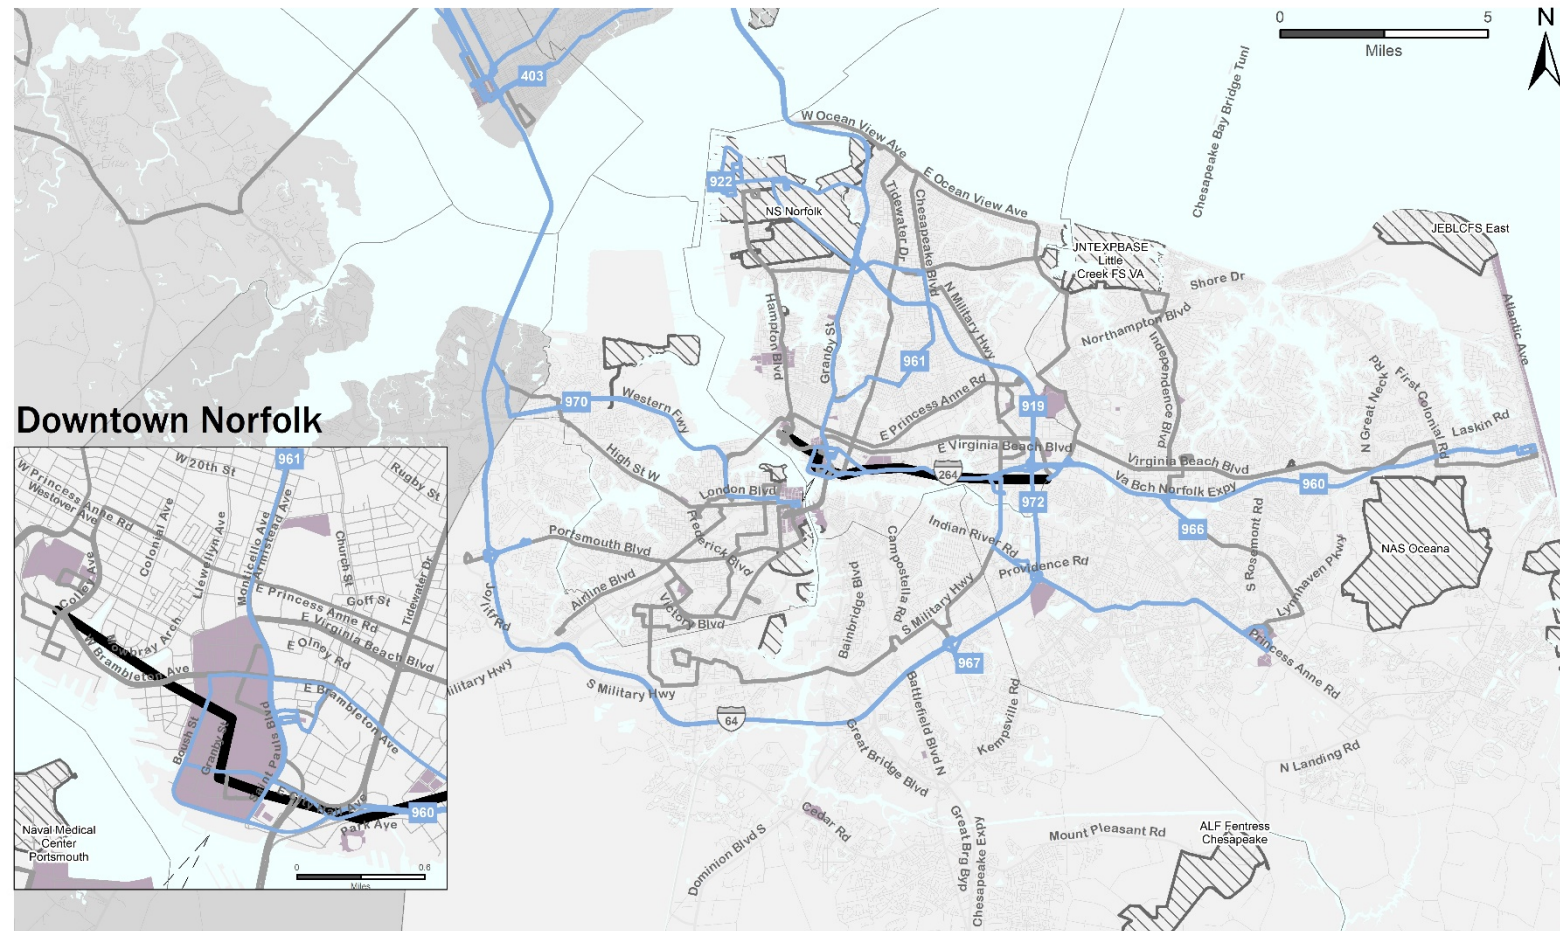 0 5
Miles
N
403
Chesapeake Bay Bridge Tunl
W Ocean View Ave
E Ocean View Ave
922
NS Norfolk
Tidewater Dr
Chesapeake Blvd
JNTEXPBASE
Little
Creek FS VA
JEBLCFS East
Shore Dr
Atlantic Ave
N Military Hwy
Northampton Blvd
Independence Blvd
Hampton Blvd
Granby St
961
N Great Neck Rd
First Colonial Rd
Laskin Rd
970
Western Fwy
919
E Princess Anne Rd
E Virginia Beach Blvd
Virginia Beach Blvd
264
Va Bch Norfolk Expy
960
High St W
London Blvd
972
966
Frederick Blvd
Portsmouth Blvd
Airline Blvd
Victory Blvd
Indian River Rd
Providence Rd
Campostella Rd
Bainbridge Blvd
S Military Hwy
S Rosemont Rd
Lynnhaven Pkwy
NAS Oceana
Princess Anne Rd
Jolliff Rd
967
ilitary Hwy
S Military Hwy
64
Battlefield Blvd N
Kempsville Rd
Great Bridge Blvd
N Landing Rd
Cedar Rd
Dominion Blvd S
Great Brg Byp
Chesapeake Expy
Mount Pleasant Rd
ALF Fentress
Chesapeake
Downtown Norfolk
961
W 20th St
W Princess Anne Rd
Westover Ave
Rugby St
Colonial Ave
Llewellyn Ave
Monticello Ave
Armistead Ave
Church St
Goff St
Tidewater Dr
Colley Ave
E Princess Anne Rd
E Virginia Beach Blvd
Mowbray Arch
W Brambleton Ave
E Olney Rd
E Brambleton Ave
Boush St
Granby St
Saint Pauls Blvd
E City Hall Ave
960
Park Ave
Naval Medical
Center
Portsmouth
0 0.6
Miles